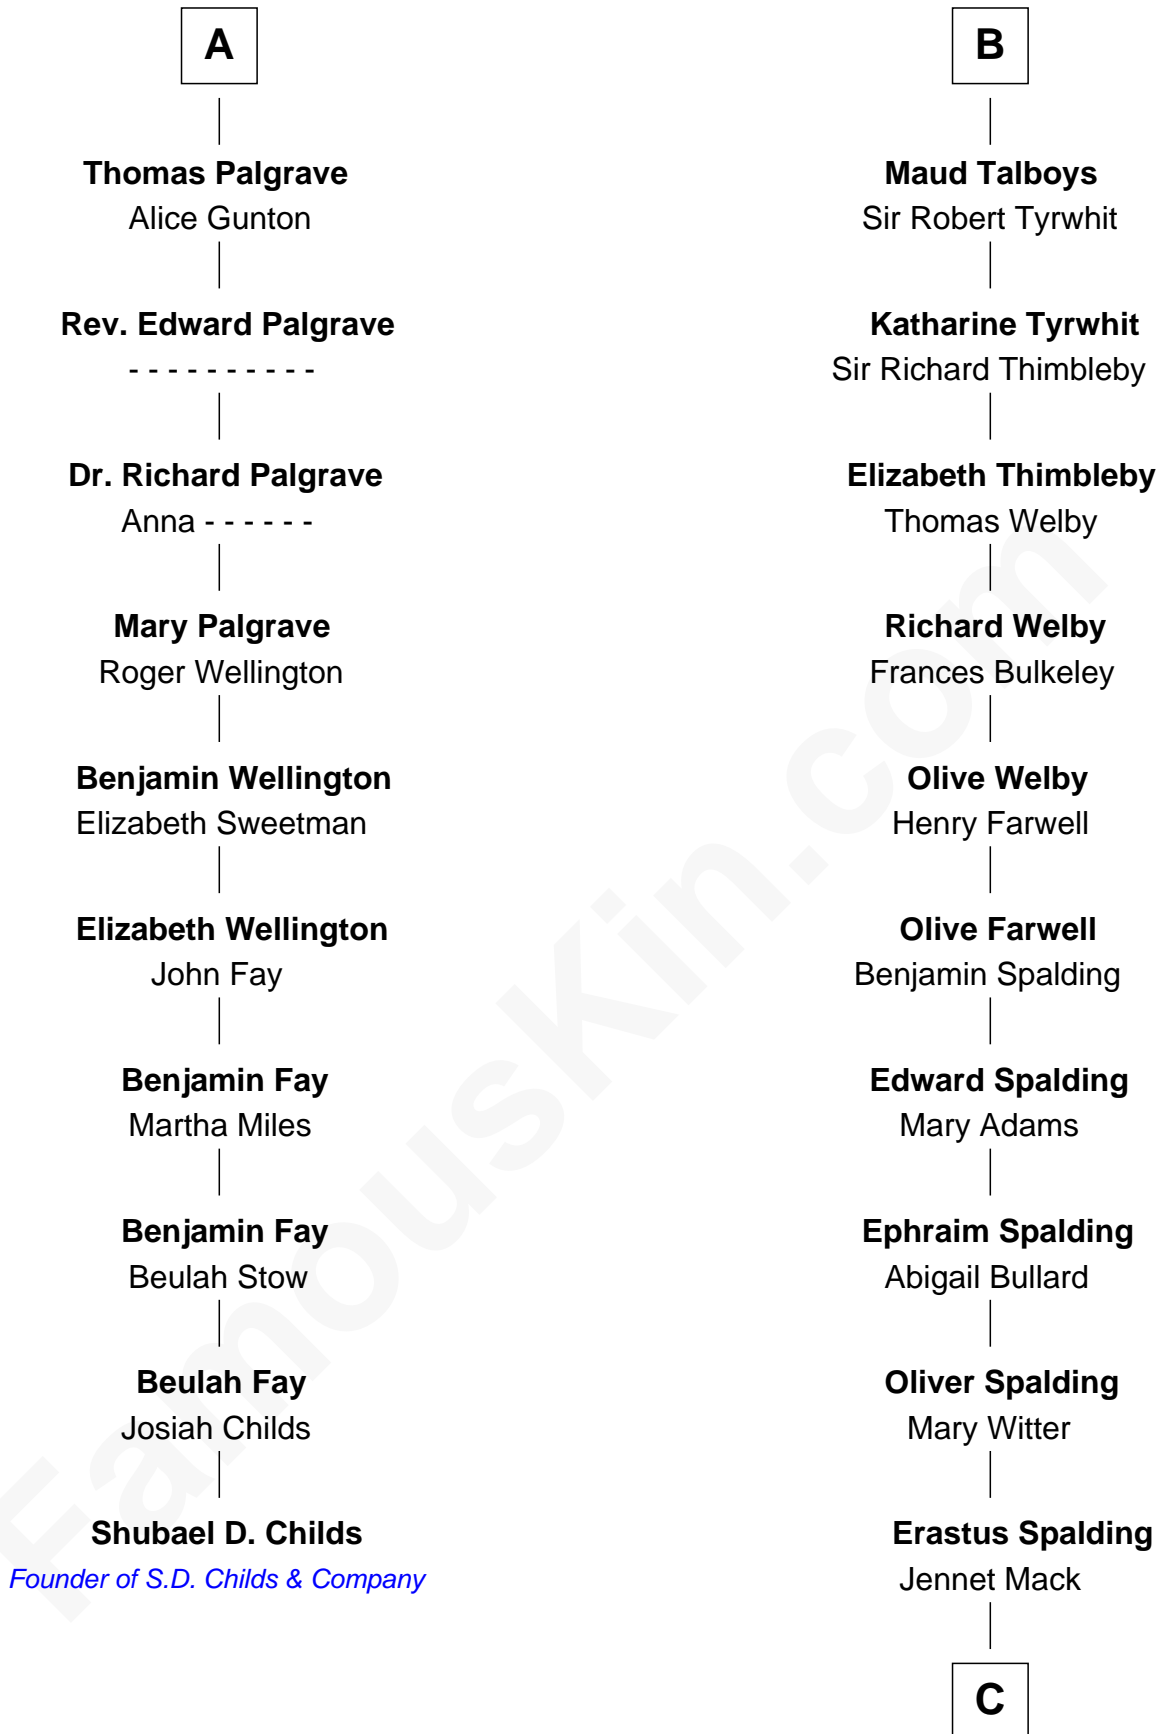 A
Thomas Palgrave
Alice Gunton
Rev. Edward Palgrave
- - - - - - - - - -
Dr. Richard Palgrave
Anna - - - - - -
Mary Palgrave
Roger Wellington
Benjamin Wellington
Elizabeth Sweetman
Elizabeth Wellington
John Fay
Benjamin Fay
Martha Miles
Benjamin Fay
Beulah Stow
Beulah Fay
Josiah Childs
Shubael D. Childs
Founder of S.D. Childs & Company
B
Maud Talboys
Sir Robert Tyrwhit
Katharine Tyrwhit
Sir Richard Thimbleby
Elizabeth Thimbleby
Thomas Welby
Richard Welby
Frances Bulkeley
Olive Welby
Henry Farwell
Olive Farwell
Benjamin Spalding
Edward Spalding
Mary Adams
Ephraim Spalding
Abigail Bullard
Oliver Spalding
Mary Witter
Erastus Spalding
Jennet Mack
C
FamousKin.com